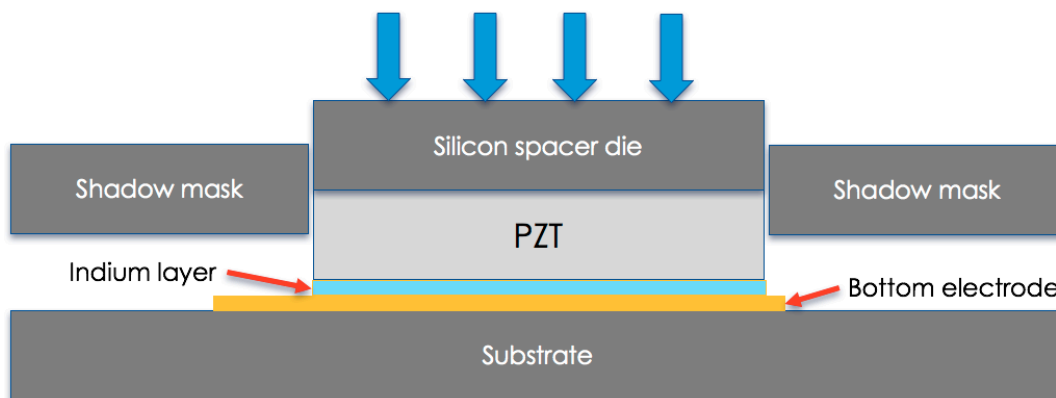 Silicon spacer die
Shadow mask
Shadow mask
PZT
Indium layer
Bottom electrode
Substrate